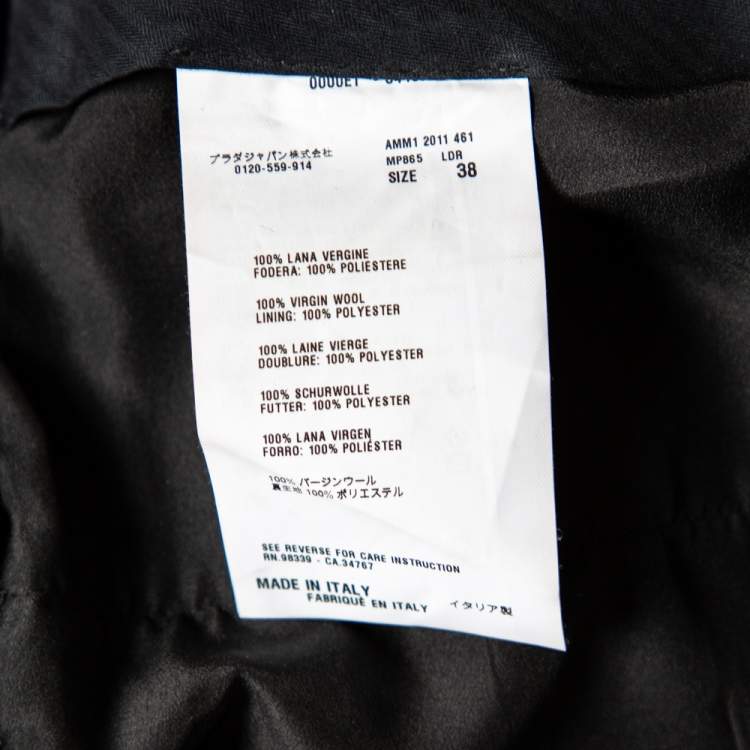 AMM1 2011 461
プラダジャパン株式会社 MP865 LDR
0120-559-914 SIZE 38
100% LANA VERGINE
FODERA: 100% POLIESTERE
100% VIRGIN WOOL
LINING: 100% POLYESTER
100% LAINE VIERGE
DOUBLURE: 100% POLYESTER
100% SCHURWOLLE
FUTTER: 100% POLYESTER
100% LANA VIRGEN
FORRO: 100% POLIÉSTER
100% バージンウール
裏生地 100% ポリエステル
SEE REVERSE FOR CARE INSTRUCTION
RN.98339 - CA.34767
MADE IN ITALY
FABRIQUÉ EN ITALY イタリア製